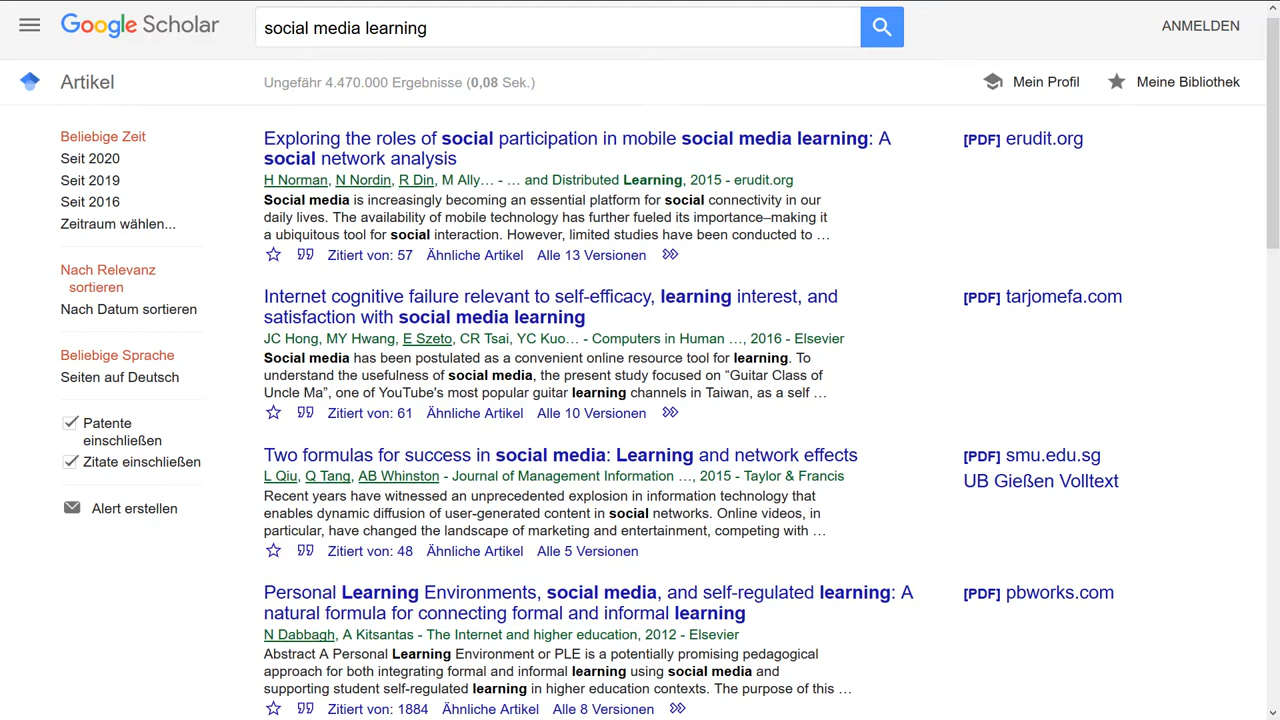 Google Scholar
social media learning
ANMELDEN
Artikel
Ungefähr 4.470.000 Ergebnisse (0,08 Sek.)
Mein Profil
Meine Bibliothek
Beliebige Zeit
Seit 2020
Seit 2019
Seit 2016
Zeitraum wählen...
Nach Relevanz
sortieren
Nach Datum sortieren
Beliebige Sprache
Seiten auf Deutsch
Patente
einschließen
Zitate einschließen
Alert erstellen
Exploring the roles of social participation in mobile social media learning: A
social network analysis
[PDF] erudit.org
H Norman, N Nordin, R Din, M Ally… - … and Distributed Learning, 2015 - erudit.org
Social media is increasingly becoming an essential platform for social connectivity in our
daily lives. The availability of mobile technology has further fueled its importance–making it
a ubiquitous tool for social interaction. However, limited studies have been conducted to …
Zitiert von: 57 Ähnliche Artikel Alle 13 Versionen
Internet cognitive failure relevant to self-efficacy, learning interest, and
satisfaction with social media learning
[PDF] tarjomefa.com
JC Hong, MY Hwang, E Szeto, CR Tsai, YC Kuo… - Computers in Human …, 2016 - Elsevier
Social media has been postulated as a convenient online resource tool for learning. To
understand the usefulness of social media, the present study focused on “Guitar Class of
Uncle Ma”, one of YouTube's most popular guitar learning channels in Taiwan, as a self …
Zitiert von: 61 Ähnliche Artikel Alle 10 Versionen
Two formulas for success in social media: Learning and network effects
[PDF] smu.edu.sg
UB Gießen Volltext
L Qiu, Q Tang, AB Whinston - Journal of Management Information …, 2015 - Taylor & Francis
Recent years have witnessed an unprecedented explosion in information technology that
enables dynamic diffusion of user-generated content in social networks. Online videos, in
particular, have changed the landscape of marketing and entertainment, competing with …
Zitiert von: 48 Ähnliche Artikel Alle 5 Versionen
Personal Learning Environments, social media, and self-regulated learning: A
natural formula for connecting formal and informal learning
[PDF] pbworks.com
N Dabbagh, A Kitsantas - The Internet and higher education, 2012 - Elsevier
Abstract A Personal Learning Environment or PLE is a potentially promising pedagogical
approach for both integrating formal and informal learning using social media and
supporting student self-regulated learning in higher education contexts. The purpose of this …
Zitiert von: 1884 Ähnliche Artikel Alle 8 Versionen